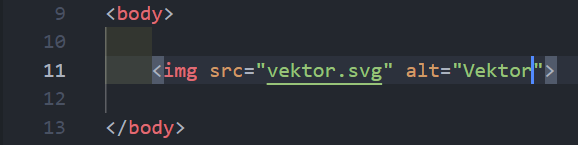 9 <body>
10
11 <img src="vektor.svg" alt="Vektor">
12
13 </body>